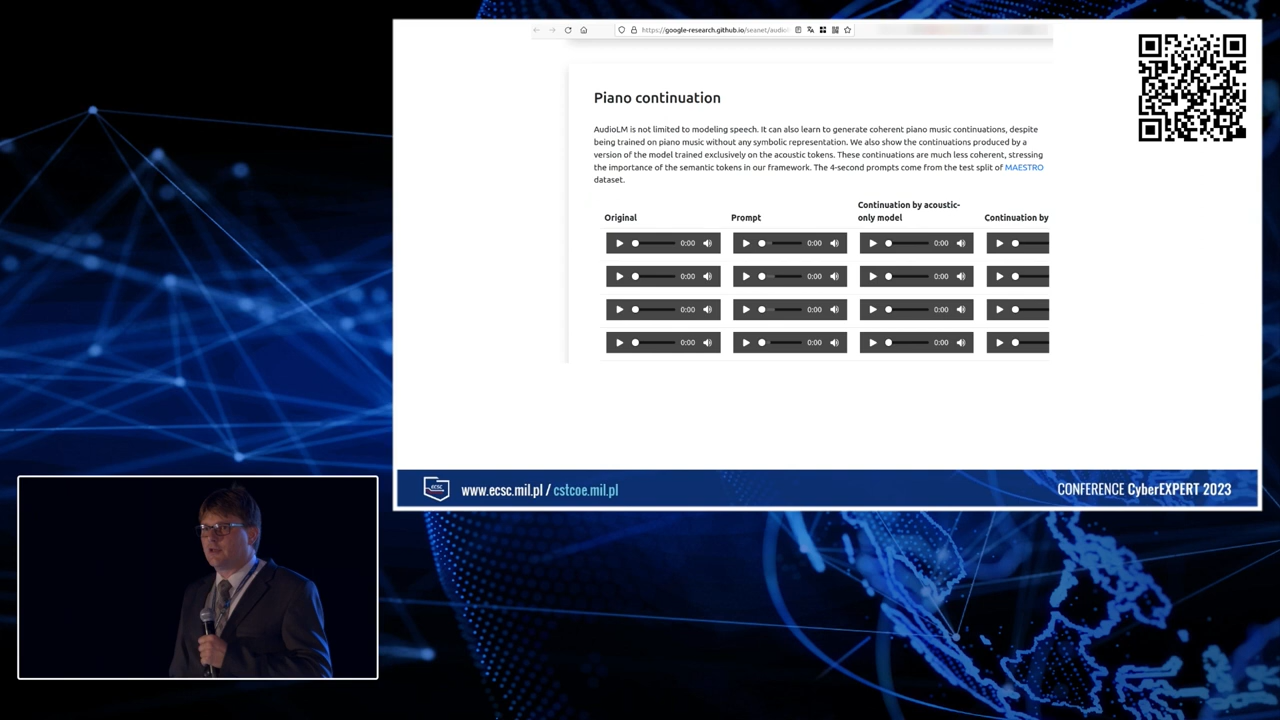 https://google-research.github.io/seanet/audio
Piano continuation
AudioLM is not limited to modeling speech. It can also learn to generate coherent piano music continuations, despite
being trained on piano music without any symbolic representation. We also show the continuations produced by a
version of the model trained exclusively on the acoustic tokens. These continuations are much less coherent, stressing
the importance of the semantic tokens in our framework. The 4-second prompts come from the test split of MAESTRO
dataset.
Original Prompt Continuation by acoustic-
only model Continuation by
0:00 0:00 0:00
0:00 0:00 0:00
0:00 0:00 0:00
0:00 0:00 0:00
ecsc www.ecsc.mil.pl / cstcoe.mil.pl CONFERENCE CyberEXPERT 2023